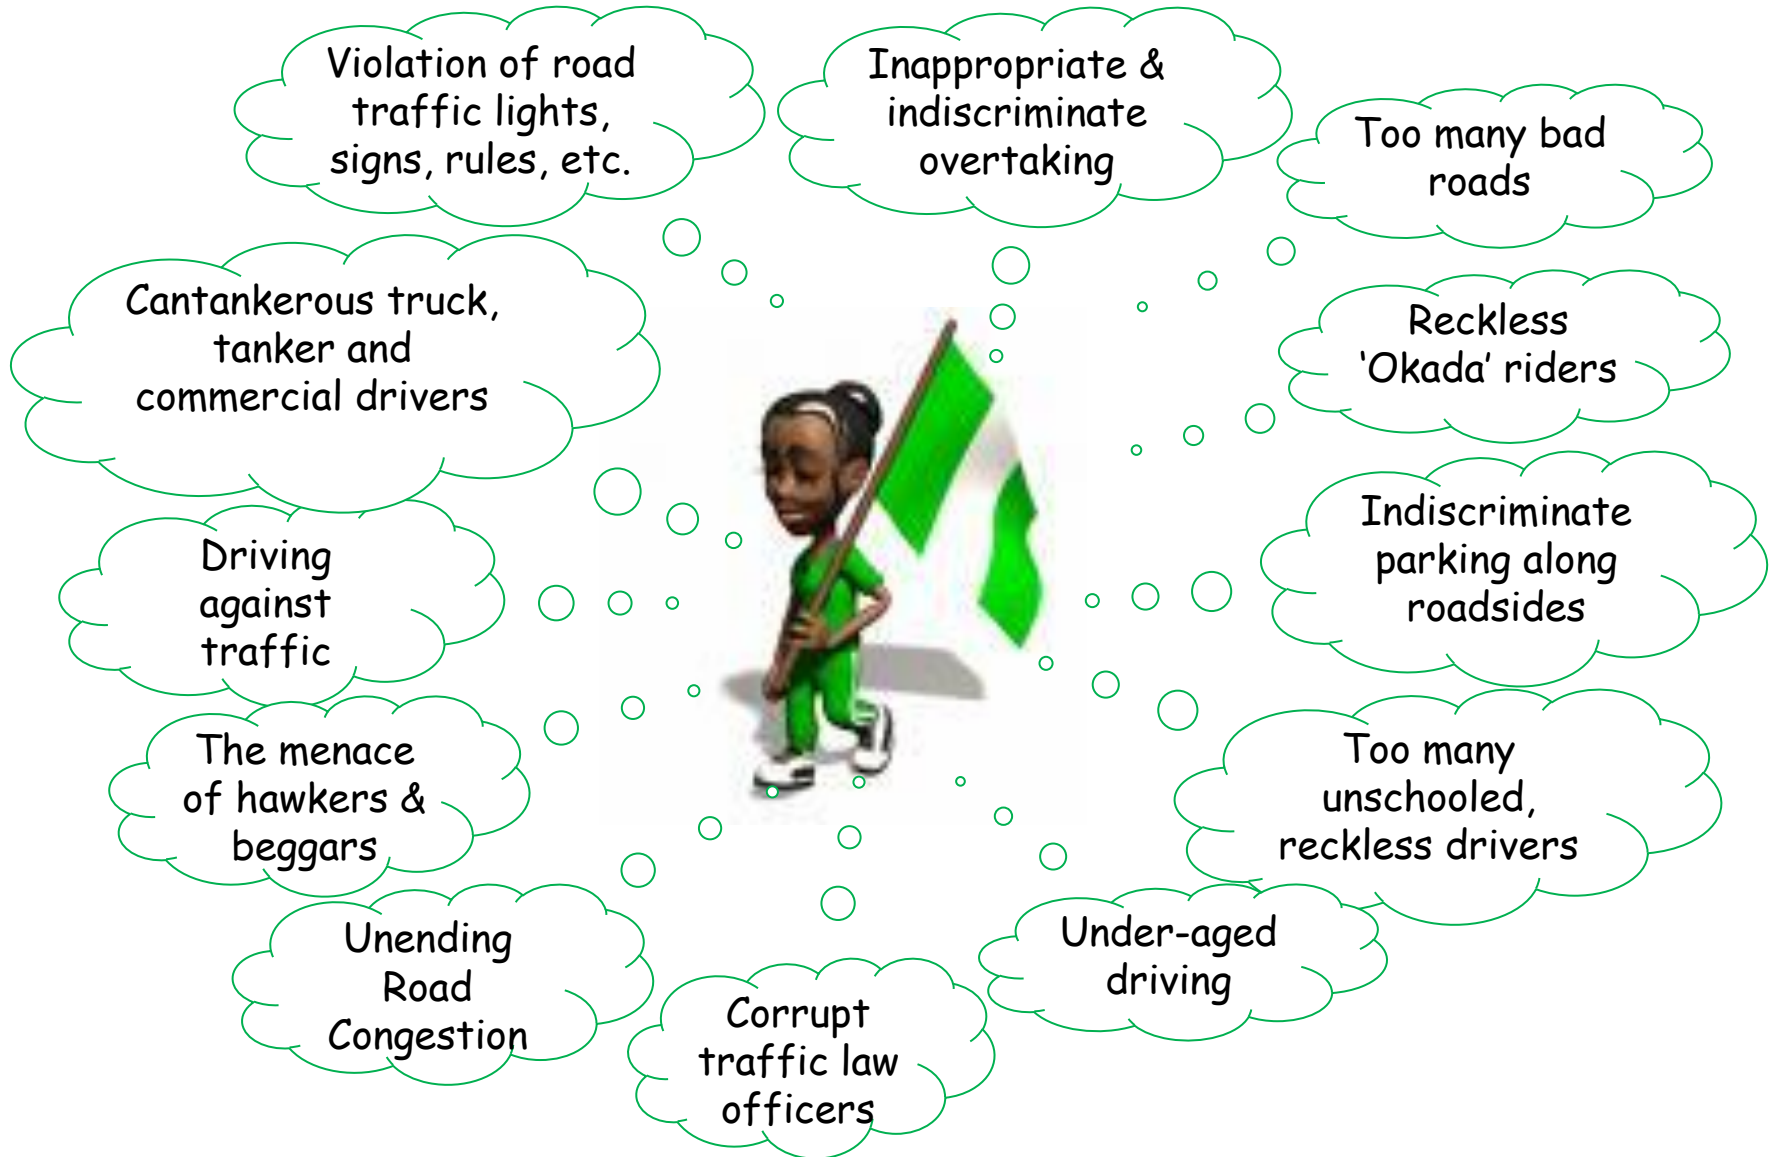 Violation of road
traffic lights,
signs, rules, etc.
Inappropriate &
indiscriminate
overtaking
Too many bad
roads
Cantankerous truck,
tanker and
commercial drivers
Reckless
‘Okada’ riders
Driving
against
traffic
Indiscriminate
parking along
roadsides
The menace
of hawkers &
beggars
Too many
unschooled,
reckless drivers
Unending
Road
Congestion
Corrupt
traffic law
officers
Under-aged
driving